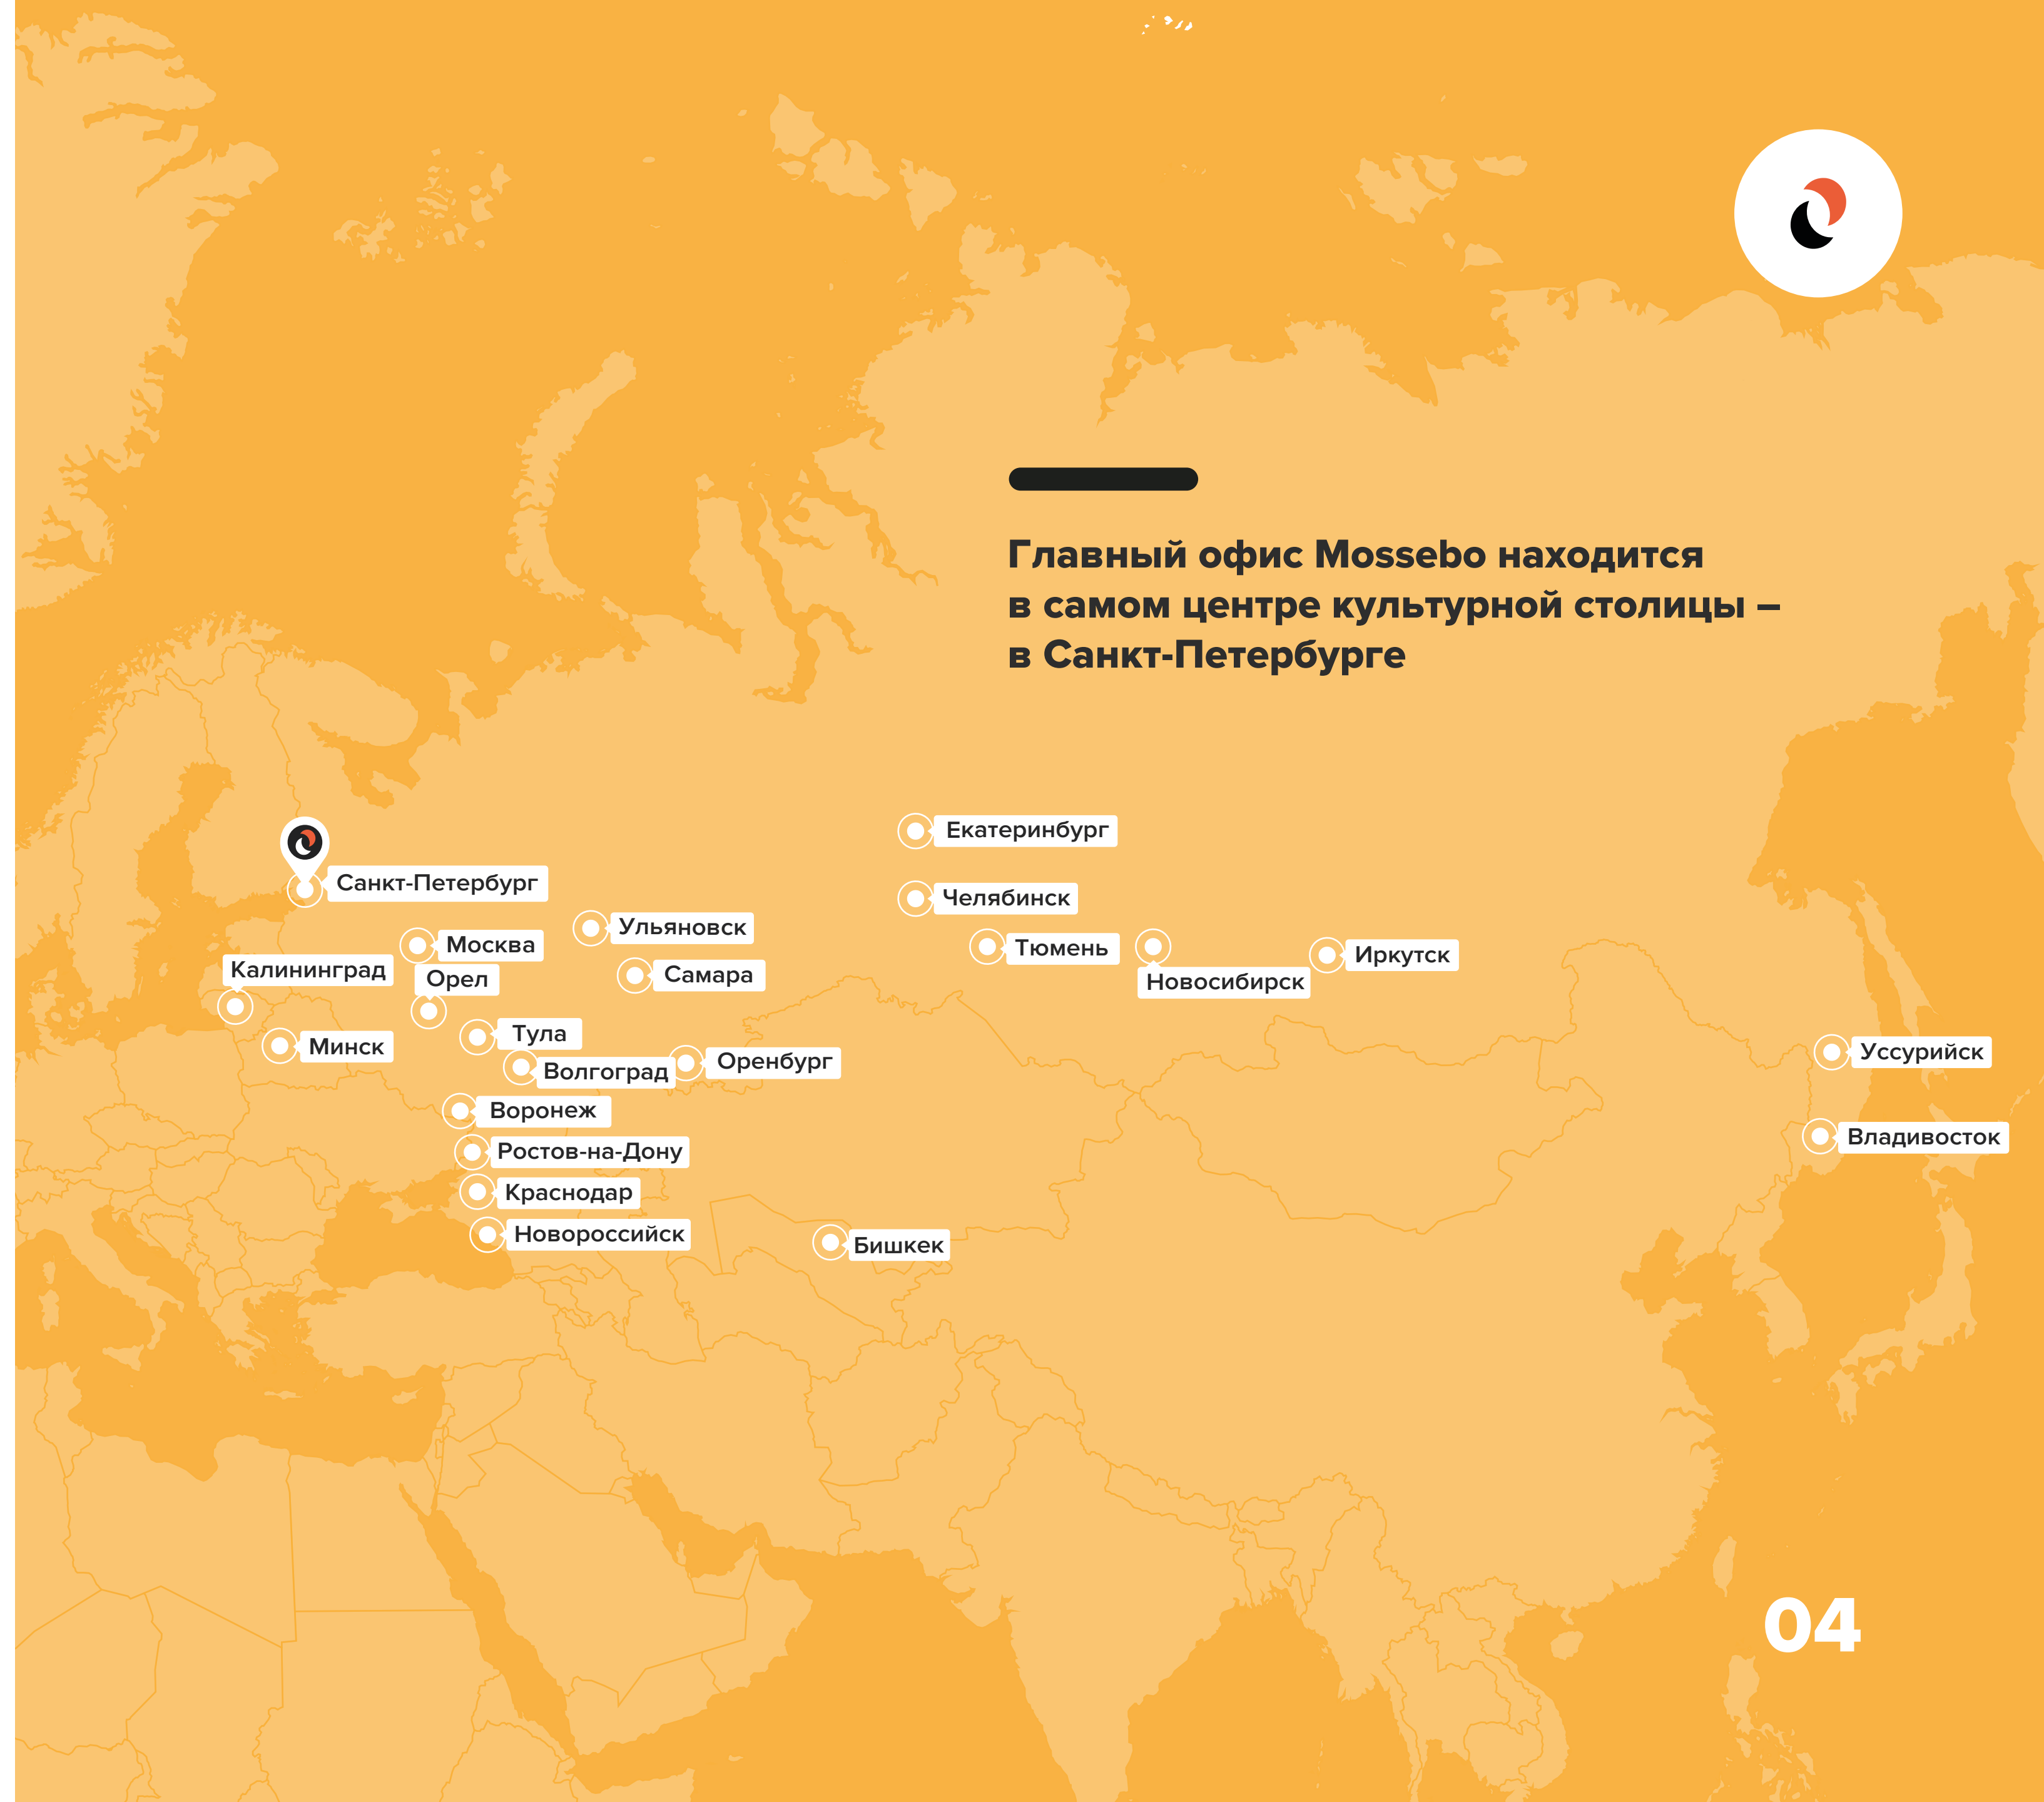 Главный офис Mossebo находится
в самом центре культурной столицы –
в Санкт-Петербурге
Екатеринбург
Санкт-Петербург
Челябинск
Ульяновск
Москва
Тюмень
Иркутск
Калининград
Орел
Самара
Новосибирск
Тула
Минск
Уссурийск
Оренбург
Волгоград
Воронеж
Владивосток
Ростов-на-Дону
Краснодар
Новороссийск
Бишкек
04